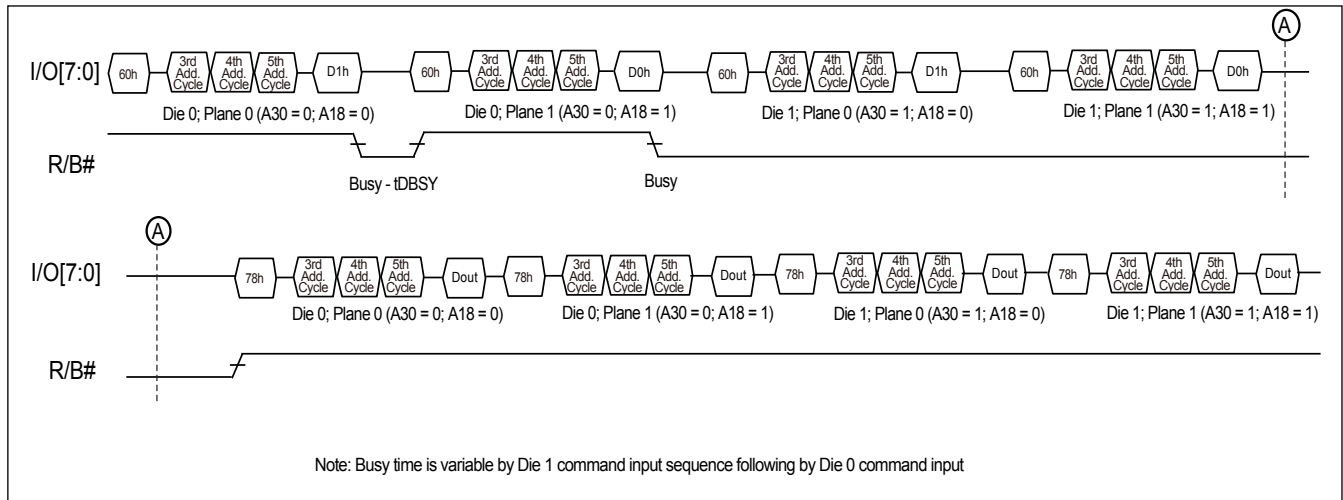 A
I/O[7:0] 60h 3rd Add. Cycle 4th Add. Cycle 5th Add. Cycle D1h 60h 3rd Add. Cycle 4th Add. Cycle 5th Add. Cycle D0h 60h 3rd Add. Cycle 4th Add. Cycle 5th Add. Cycle D1h 60h 3rd Add. Cycle 4th Add. Cycle 5th Add. Cycle D0h
Die 0; Plane 0 (A30 = 0; A18 = 0) Die 0; Plane 1 (A30 = 0; A18 = 1) Die 1; Plane 0 (A30 = 1; A18 = 0) Die 1; Plane 1 (A30 = 1; A18 = 1)
R/B#
Busy - tDBSY Busy
A
I/O[7:0] 78h 3rd Add. Cycle 4th Add. Cycle 5th Add. Cycle Dout 78h 3rd Add. Cycle 4th Add. Cycle 5th Add. Cycle Dout 78h 3rd Add. Cycle 4th Add. Cycle 5th Add. Cycle Dout 78h 3rd Add. Cycle 4th Add. Cycle 5th Add. Cycle Dout
Die 0; Plane 0 (A30 = 0; A18 = 0) Die 0; Plane 1 (A30 = 0; A18 = 1) Die 1; Plane 0 (A30 = 1; A18 = 0) Die 1; Plane 1 (A30 = 1; A18 = 1)
R/B#
Note: Busy time is variable by Die 1 command input sequence following by Die 0 command input